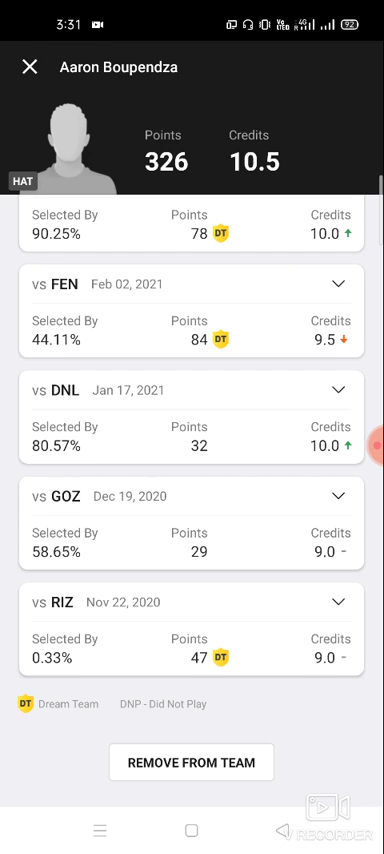 3:31 Vo LTED 4G R 92
Aaron Boupendza
Points Credits
326 10.5
HAT
Selected By Points Credits
90.25% 78 DT 10.0
vs FEN Feb 02, 2021
Selected By Points Credits
44.11% 84 DT 9.5
vs DNL Jan 17, 2021
Selected By Points Credits
80.57% 32 10.0
vs GOZ Dec 19, 2020
Selected By Points Credits
58.65% 29 9.0 -
vs RIZ Nov 22, 2020
Selected By Points Credits
0.33% 47 DT 9.0 -
DT Dream Team DNP - Did Not Play
REMOVE FROM TEAM
V RECORDER